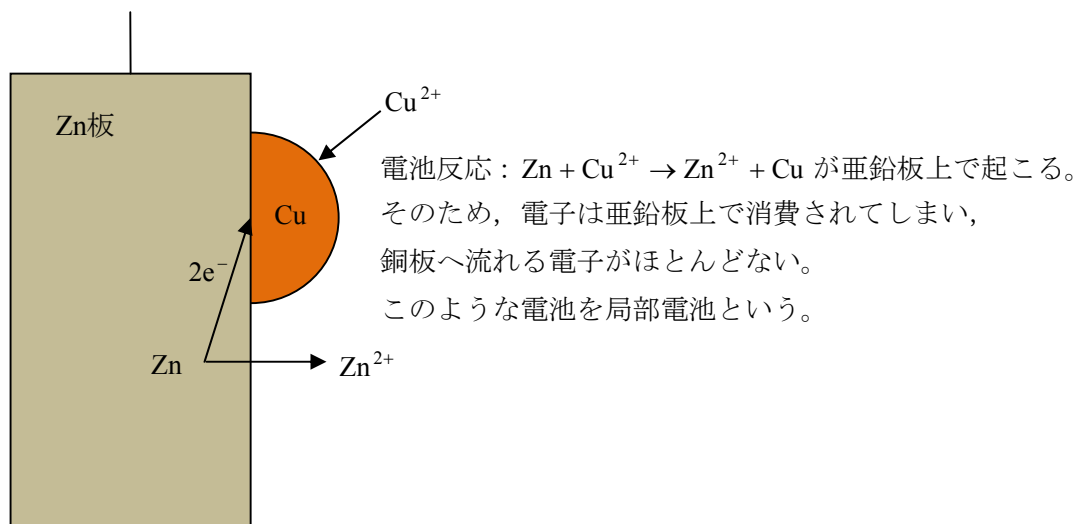 Zn板
Cu²⁺
電池反応：Zn + Cu²⁺ → Zn²⁺ + Cu が亜鉛板上で起こる。
そのため，電子は亜鉛板上で消費されてしまい，
Cu
銅板へ流れる電子がほとんどない。
2e⁻
このような電池を局部電池という。
Zn
Zn²⁺